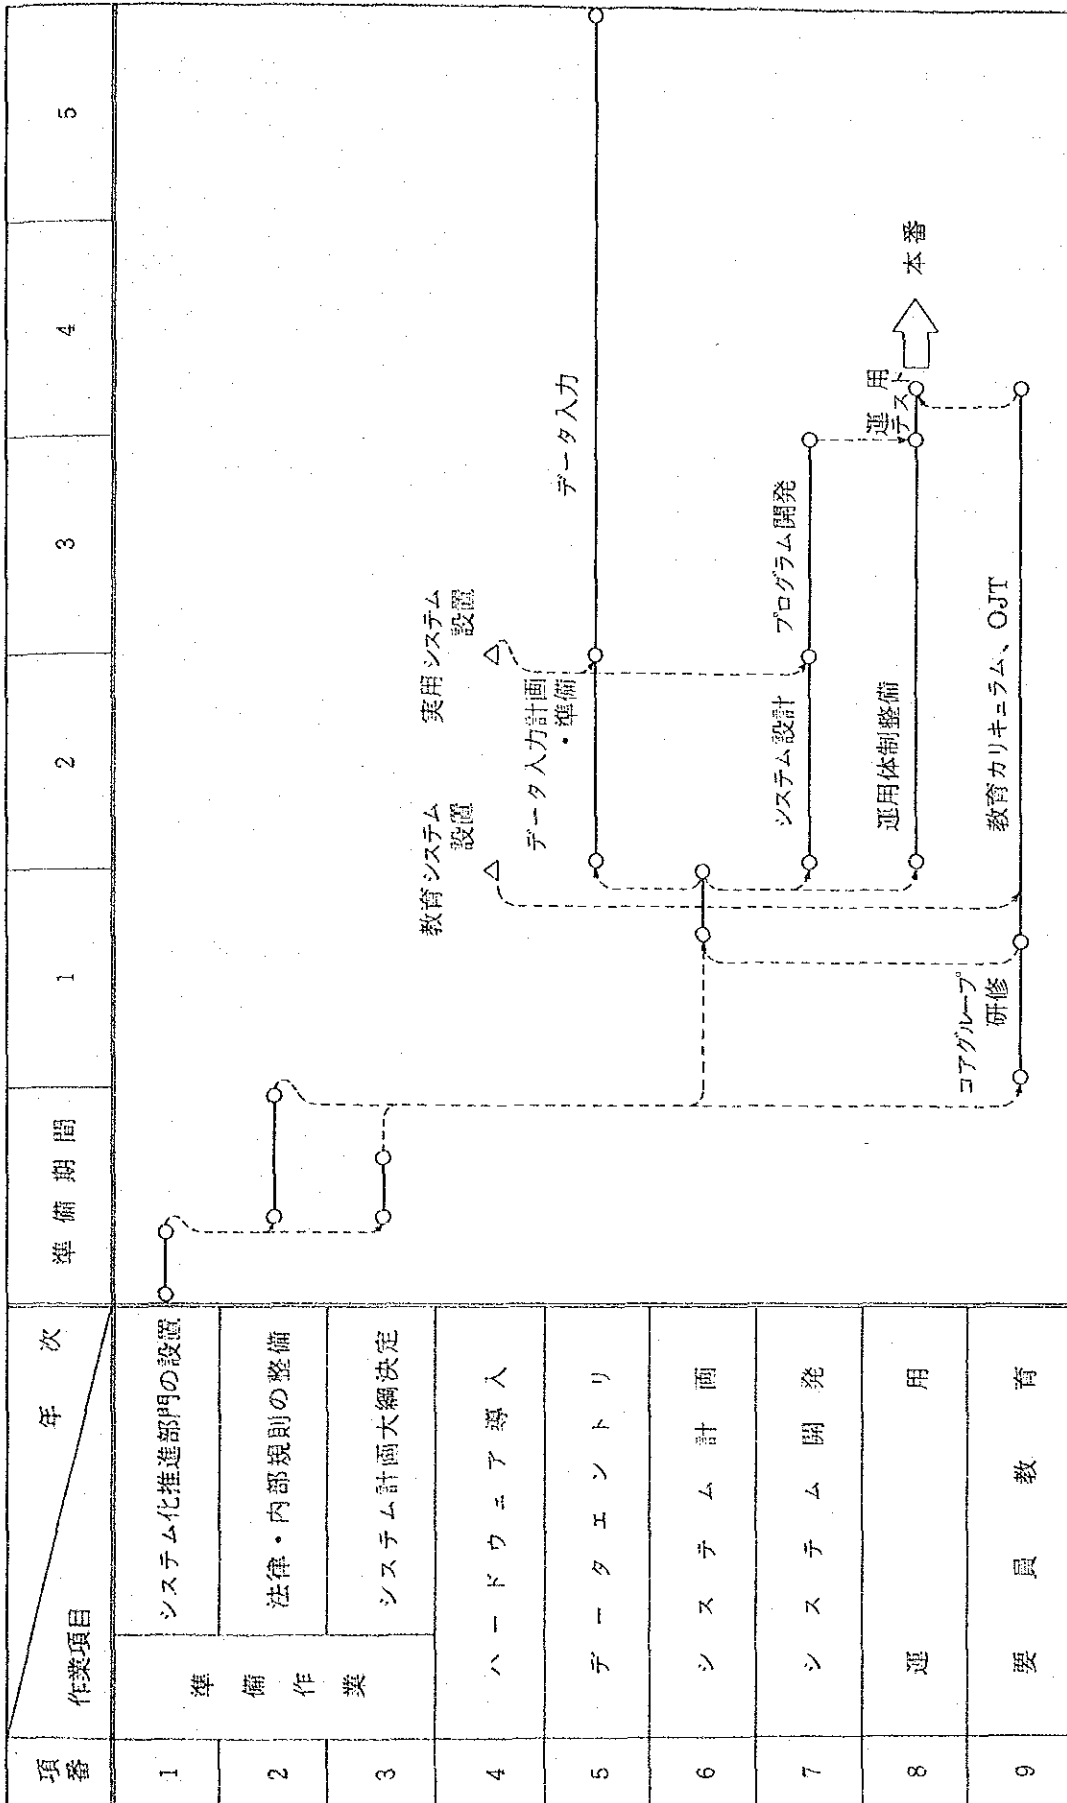 項番
作業項目
年次
準備期間
1
2
3
4
5
準備作業
1
システム化推進部門の設置
2
法律・内部規則の整備
3
システム計画大綱決定
4
ハードウェア導入
教育システム
設置
実用システム
設置
5
データエントリ
データ入力計画
・準備
データ入力
6
システム計画
7
システム開発
システム設計
プログラム開発
8
運用
運用体制整備
運用
テスト
本番
9
要員教育
コアグループ
研修
教育カリキュラム、OJT